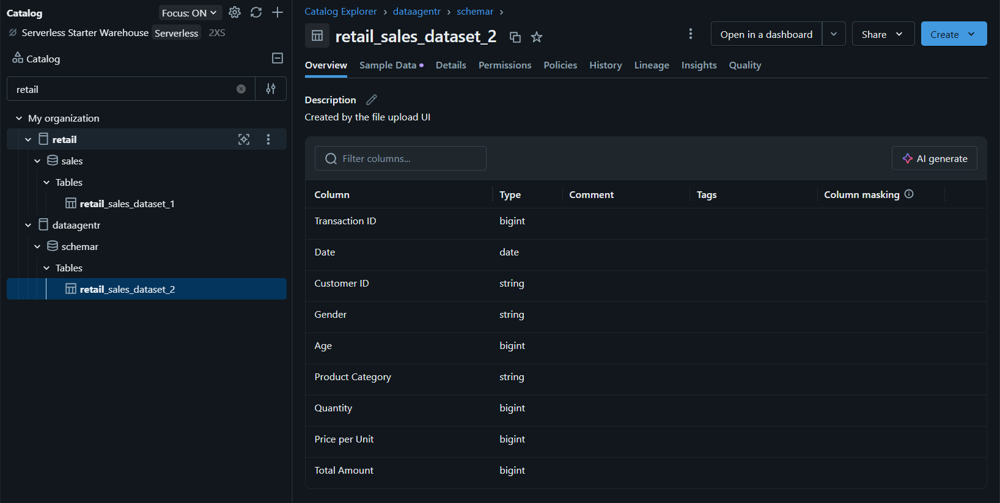 Catalog
Focus: ON
Serverless Starter Warehouse Serverless 2XS
Catalog
retail
My organization
retail
sales
Tables
retail_sales_dataset_1
dataagentr
schemar
Tables
retail_sales_dataset_2
Catalog Explorer › dataagentr › schemar ›
retail_sales_dataset_2
Open in a dashboard
Share
Create
Overview Sample Data Details Permissions Policies History Lineage Insights Quality
Description
Created by the file upload UI
Filter columns...
AI generate
Column Type Comment Tags Column masking
Transaction ID bigint
Date date
Customer ID string
Gender string
Age bigint
Product Category string
Quantity bigint
Price per Unit bigint
Total Amount bigint